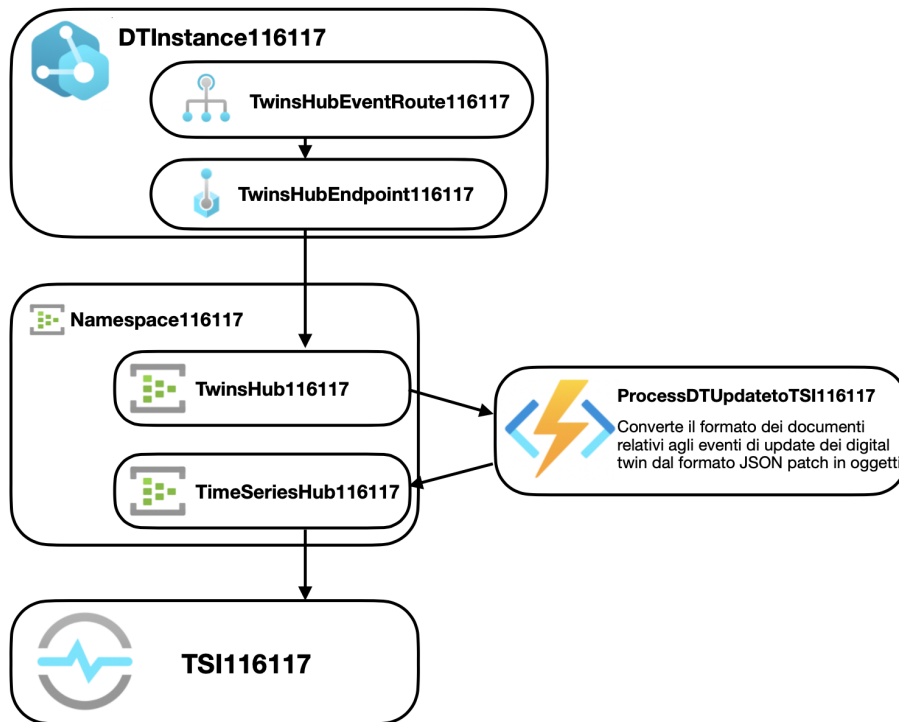 DTInstance116117
TwinsHubEventRoute116117
TwinsHubEndpoint116117
Namespace116117
TwinsHub116117
ProcessDTUpdatetoTSI116117
Converte il formato dei documenti
relativi agli eventi di update dei digital
twin dal formato JSON patch in oggetti
TimeSeriesHub116117
TSI116117